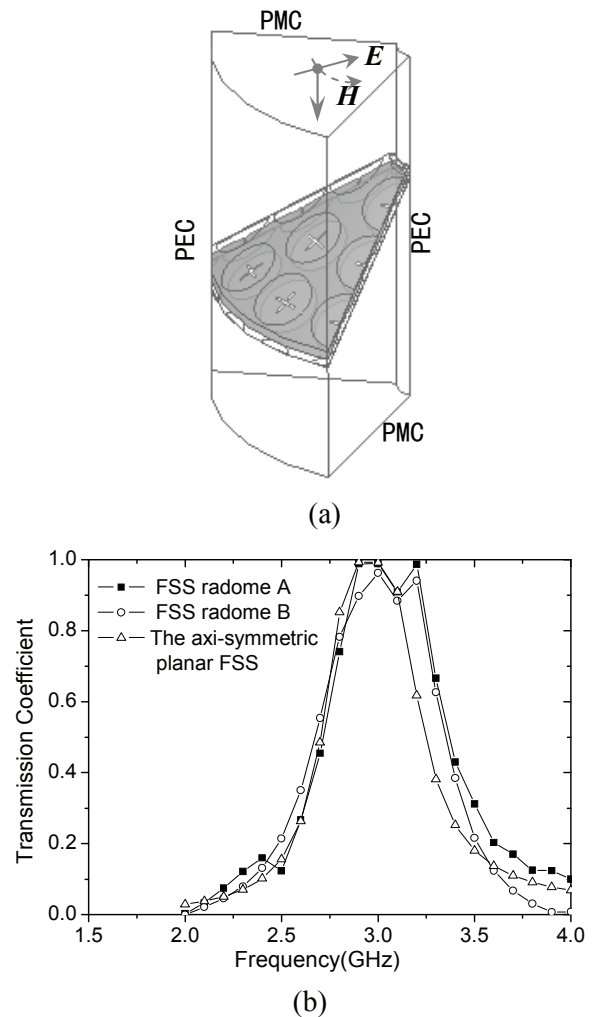 PMC
E
H
PEC
PEC
PMC
(a)
1.0
0.8
0.6
0.4
0.2
0.0
Transmission Coefficient
FSS radome A
FSS radome B
The axi-symmetric
planar FSS
1.5
2.0
2.5
3.0
3.5
4.0
Frequency(GHz)
(b)